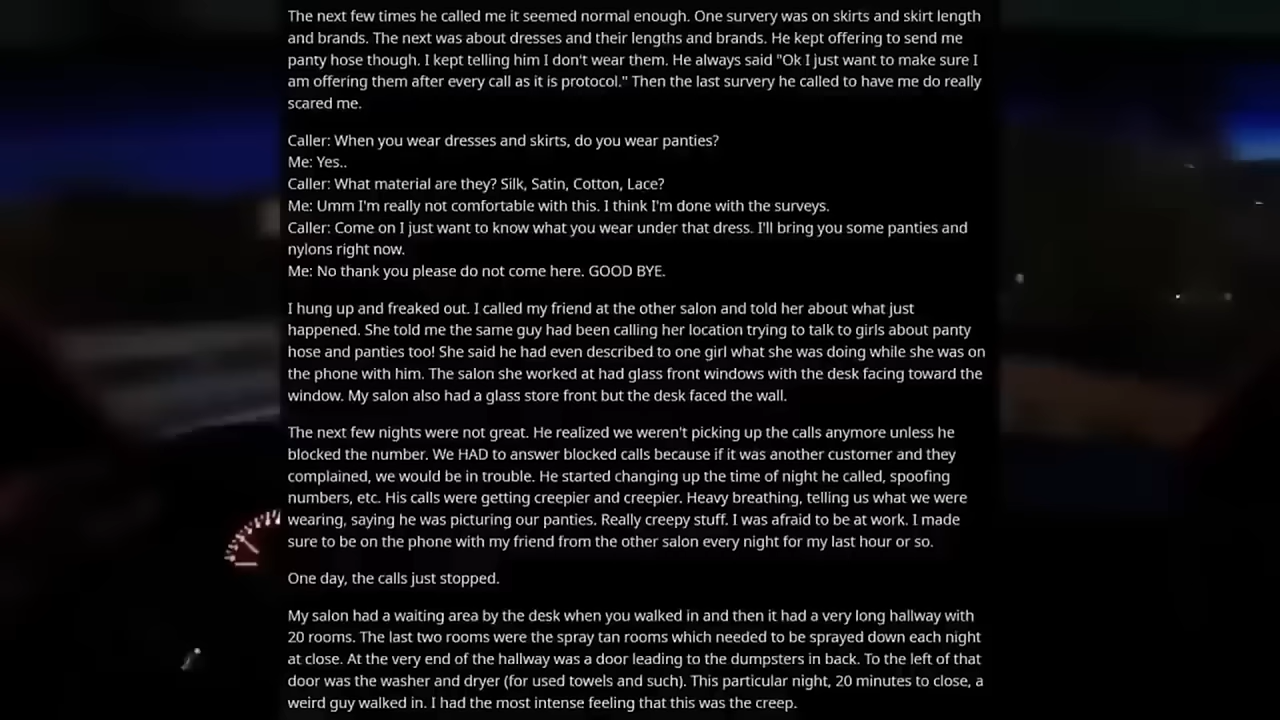 The next few times he called me it seemed normal enough. One survery was on skirts and skirt length
and brands. The next was about dresses and their lengths and brands. He kept offering to send me
panty hose though. I kept telling him I don't wear them. He always said "Ok I just want to make sure I
am offering them after every call as it is protocol." Then the last survery he called to have me do really
scared me.
Caller: When you wear dresses and skirts, do you wear panties?
Me: Yes..
Caller: What material are they? Silk, Satin, Cotton, Lace?
Me: Umm I'm really not comfortable with this. I think I'm done with the surveys.
Caller: Come on I just want to know what you wear under that dress. I'll bring you some panties and
nylons right now.
Me: No thank you please do not come here. GOOD BYE.
I hung up and freaked out. I called my friend at the other salon and told her about what just
happened. She told me the same guy had been calling her location trying to talk to girls about panty
hose and panties too! She said he had even described to one girl what she was doing while she was on
the phone with him. The salon she worked at had glass front windows with the desk facing toward the
window. My salon also had a glass store front but the desk faced the wall.
The next few nights were not great. He realized we weren't picking up the calls anymore unless he
blocked the number. We HAD to answer blocked calls because if it was another customer and they
complained, we would be in trouble. He started changing up the time of night he called, spoofing
numbers, etc. His calls were getting creepier and creepier. Heavy breathing, telling us what we were
wearing, saying he was picturing our panties. Really creepy stuff. I was afraid to be at work. I made
sure to be on the phone with my friend from the other salon every night for my last hour or so.
One day, the calls just stopped.
My salon had a waiting area by the desk when you walked in and then it had a very long hallway with
20 rooms. The last two rooms were the spray tan rooms which needed to be sprayed down each night
at close. At the very end of the hallway was a door leading to the dumpsters in back. To the left of that
door was the washer and dryer (for used towels and such). This particular night, 20 minutes to close, a
weird guy walked in. I had the most intense feeling that this was the creep.